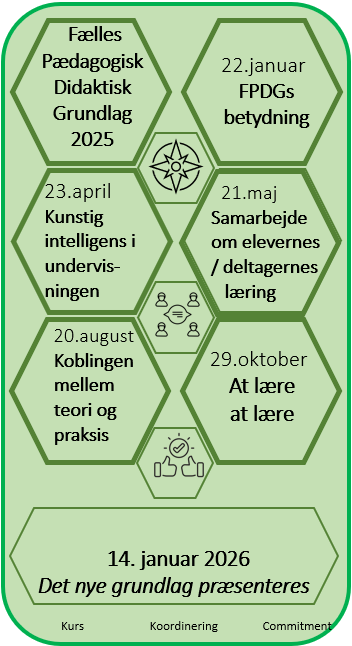 Fælles
Pædagogisk
Didaktisk
Grundlag
2025
22.januar
FPDGs
betydning
23.april
Kunstig
intelligens i
undervis-
ningen
21.maj
Samarbejde
om elevernes
/ deltagernes
læring
20.august
Koblingen
mellem
teori og
praksis
29.oktober
At lære
at lære
14. januar 2026
Det nye grundlag præsenteres
Kurs Koordinering Commitment